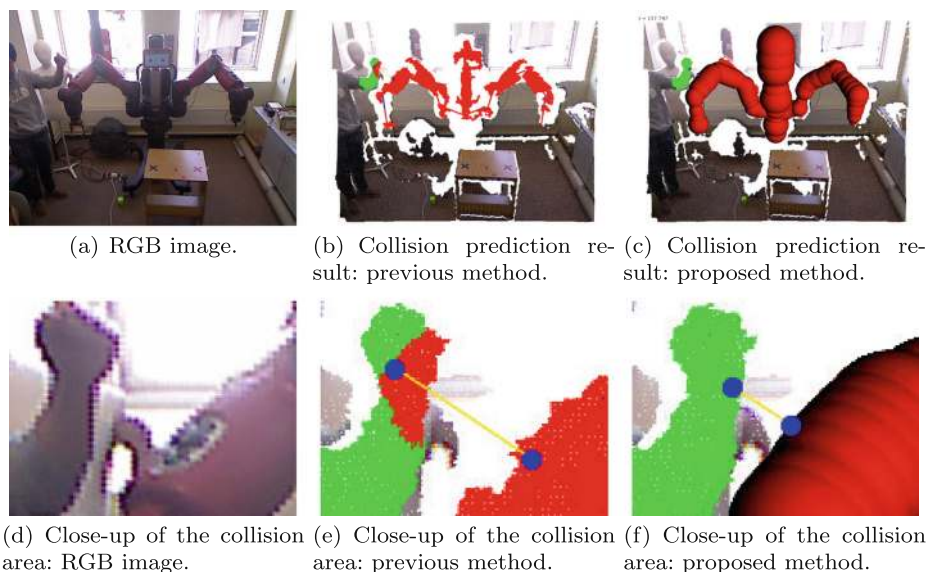 (a) RGB image.
(b) Collision prediction re-
sult: previous method.
(c) Collision prediction re-
sult: proposed method.
(d) Close-up of the collision
area: RGB image.
(e) Close-up of the collision
area: previous method.
(f) Close-up of the collision
area: proposed method.